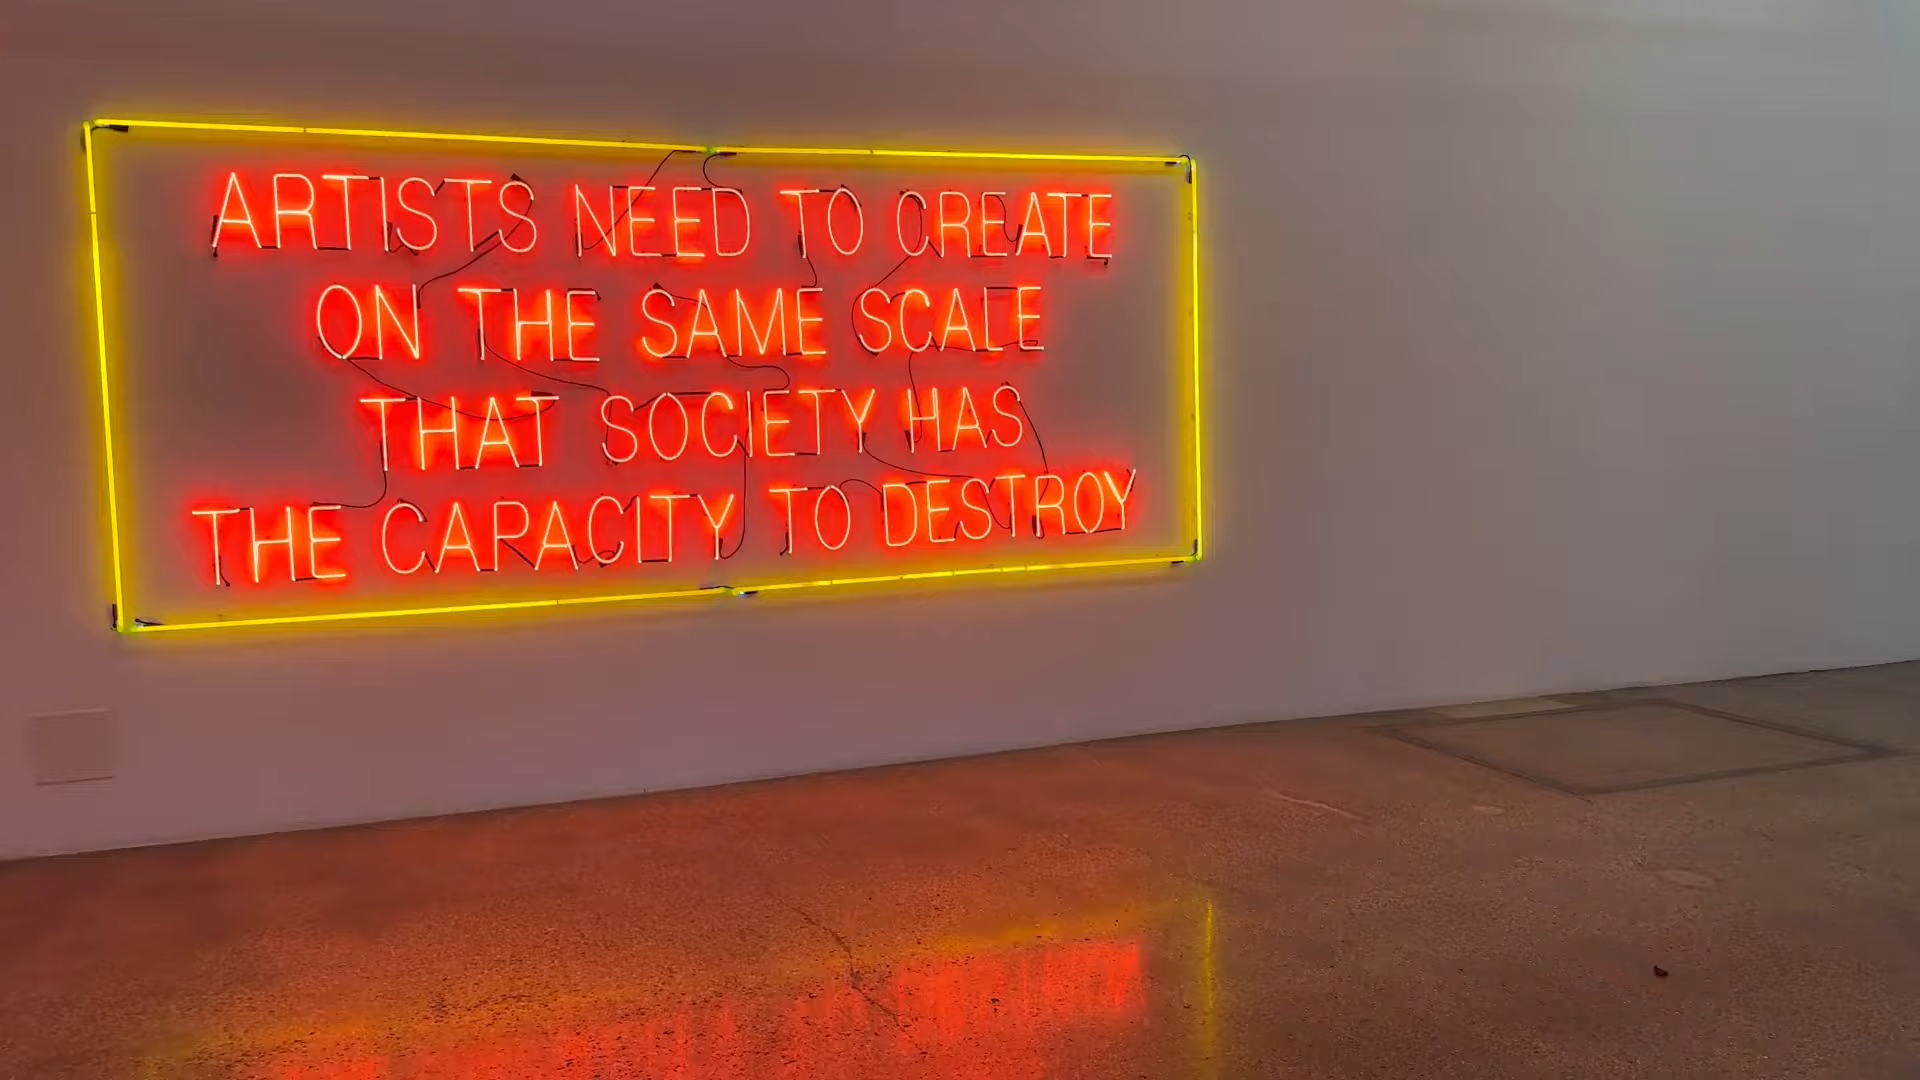 ARTISTS NEED TO CREATE
ON THE SAME SCALE
THAT SOCIETY HAS
THE CAPACITY TO DESTROY